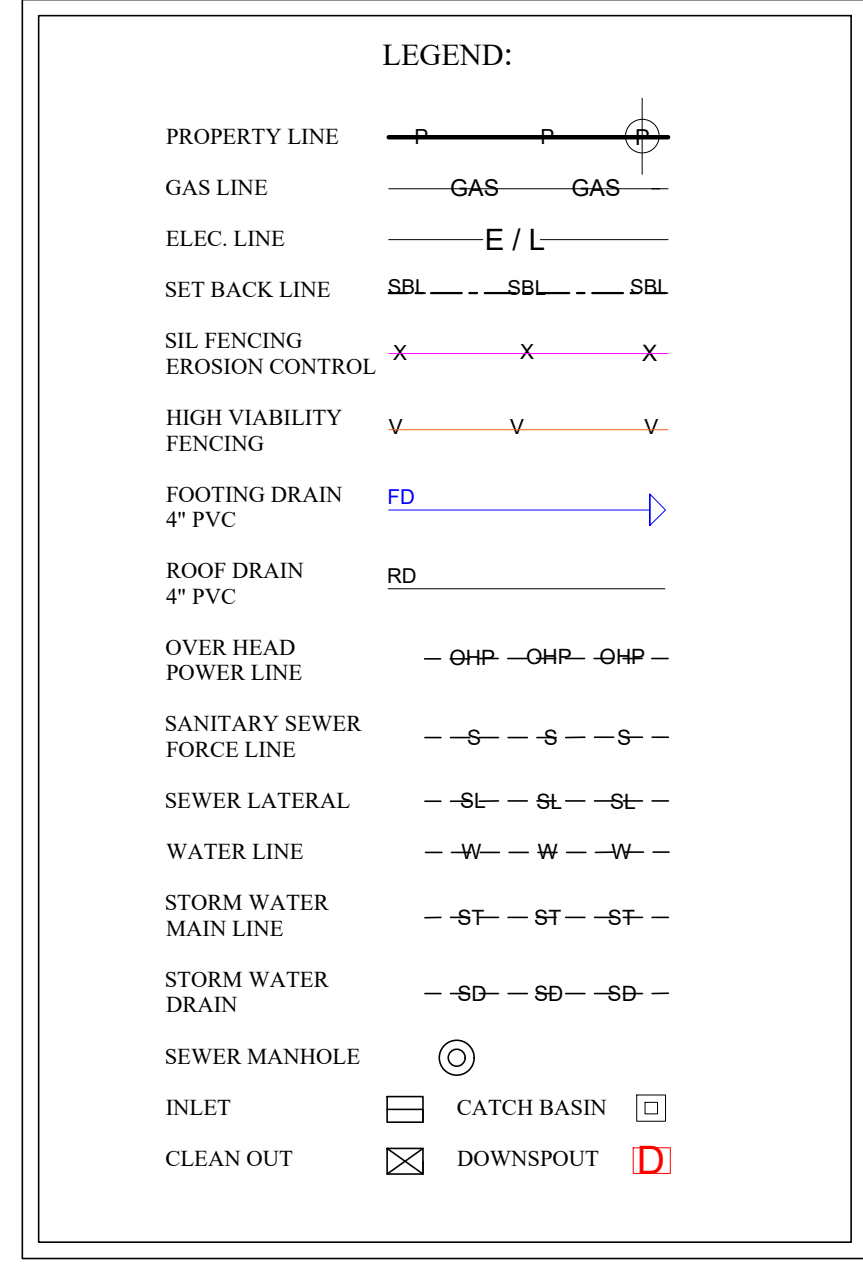 LEGEND:
PROPERTY LINE P P P
GAS LINE GAS GAS
ELEC. LINE E / L
SET BACK LINE SBL SBL SBL
SIL FENCING
EROSION CONTROL X X X
HIGH VIABILITY
FENCING V V V
FOOTING DRAIN FD
4" PVC
ROOF DRAIN RD
4" PVC
OVER HEAD
POWER LINE OHP OHP OHP
SANITARY SEWER
FORCE LINE S S S
SEWER LATERAL SL SL SL
WATER LINE W W W
STORM WATER
MAIN LINE ST ST ST
STORM WATER
DRAIN SD SD SD
SEWER MANHOLE
INLET CATCH BASIN
CLEAN OUT DOWNSPOUT D